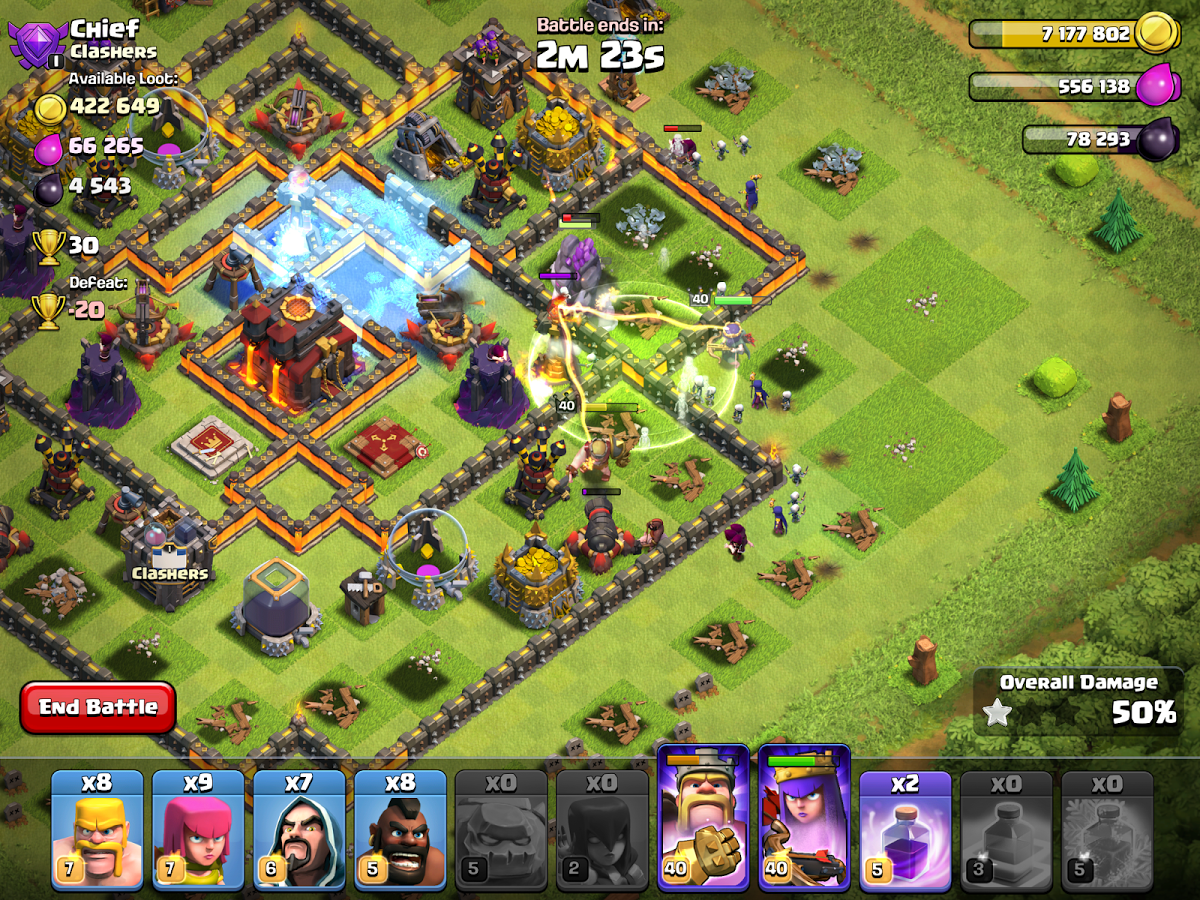 Chief
Clashers
Available Loot:
422 649
66 265
4 543
30
Defeat:
-20
Battle ends in:
2M 23s
7 177 802
556 138
78 293
1
40
40
Clashers
1
End Battle
Overall Damage
50%
x8
x9
x7
x8
x0
x0
x2
x0
x0
7
7
6
5
5
2
40
40
5
3
5